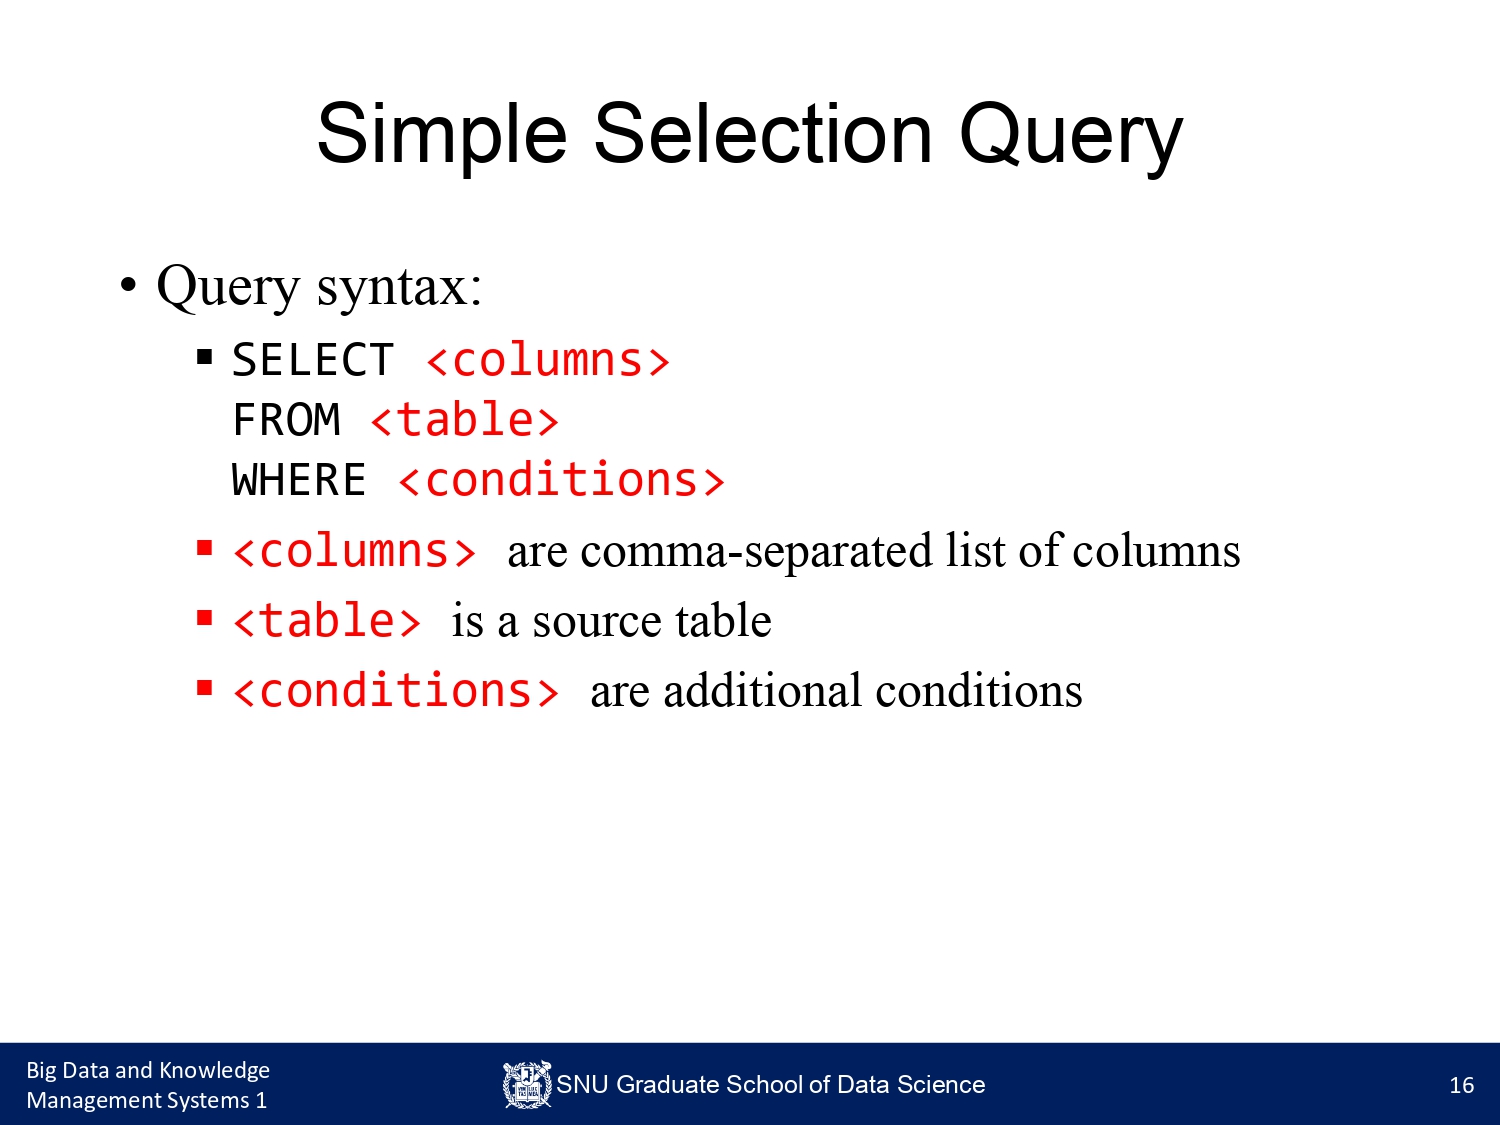 Simple Selection Query
• Query syntax:
▪ SELECT <columns>
FROM <table>
WHERE <conditions>
▪ <columns> are comma-separated list of columns
▪ <table> is a source table
▪ <conditions> are additional conditions
Big Data and Knowledge
Management Systems 1
SNU Graduate School of Data Science
16